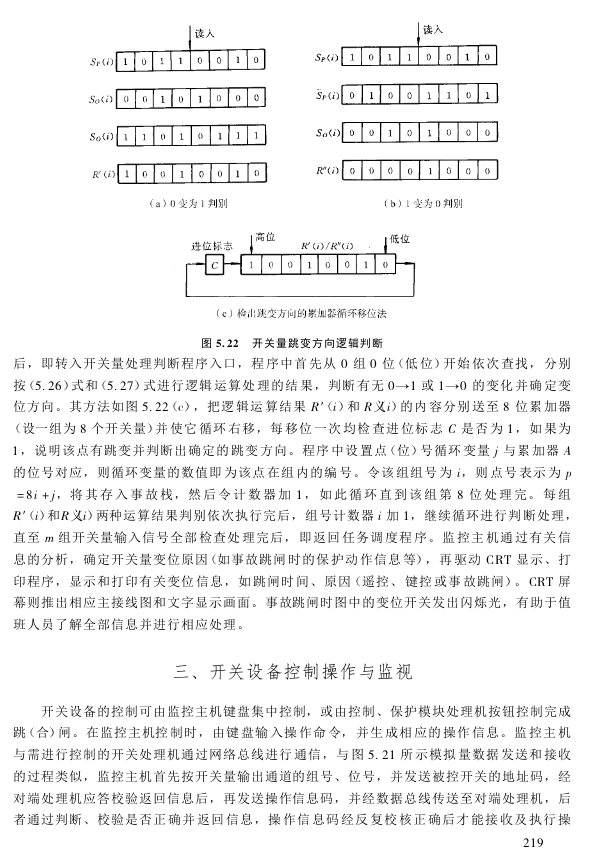 读入
S_P(i) 1 0 1 1 0 0 1 0
S_O(i) 0 0 1 0 1 0 0 0
S̄_O(i) 1 1 0 1 0 1 1 1
R′(i) 1 0 0 1 0 0 1 0
(a) 0变为1判别
读入
S_P(i) 1 0 1 1 0 0 1 0
S̄_P(i) 0 1 0 0 1 1 0 1
S_O(i) 0 0 1 0 1 0 0 0
R″(i) 0 0 0 0 1 0 0 0
(b) 1变为0判别
进位标志 高位 R′(i)/R″(i) 低位
C 1 0 0 1 0 0 1 0
(c) 检出跳变方向的累加器循环移位法
图 5.22 开关量跳变方向逻辑判断
后，即转入开关量处理判断程序入口，程序中首先从 0 组 0 位(低位)开始依次查找，分别
按(5.26)式和(5.27)式进行逻辑运算处理的结果，判断有无 0→1 或 1→0 的变化并确定变
位方向。其方法如图 5.22(c)，把逻辑运算结果 R′(i)和 R义i)的内容分别送至 8 位累加器
(设一组为 8 个开关量)并使它循环右移，每移位一次均检查进位标志 C 是否为 1，如果为
1，说明该点有跳变并判断出确定的跳变方向。程序中设置点(位)号循环变量 j 与累加器 A
的位号对应，则循环变量的数值即为该点在组内的编号。令该组组号为 i，则点号表示为 p
=8i+j，将其存入事故栈，然后令计数器加 1，如此循环直到该组第 8 位处理完。每组
R′(i)和R义i)两种运算结果判别依次执行完后，组号计数器 i 加 1，继续循环进行判断处理，
直至 m 组开关量输入信号全部检查处理完后，即返回任务调度程序。监控主机通过有关信
息的分析，确定开关量变位原因(如事故跳闸时的保护动作信息等)，再驱动 CRT 显示、打
印程序，显示和打印有关变位信息，如跳闸时间、原因(遥控、键控或事故跳闸)。CRT 屏
幕则推出相应主接线图和文字显示画面。事故跳闸时图中的变位开关发出闪烁光，有助于值
班人员了解全部信息并进行相应处理。
三、开关设备控制操作与监视
开关设备的控制可由监控主机键盘集中控制，或由控制、保护模块处理机按钮控制完成
跳(合)闸。在监控主机控制时，由键盘输入操作命令，并生成相应的操作信息。监控主机
与需进行控制的开关处理机通过网络总线进行通信，与图 5.21 所示模拟量数据发送和接收
的过程类似，监控主机首先按开关量输出通道的组号、位号，并发送被控开关的地址码，经
对端处理机应答校验返回信息后，再发送操作信息码，并经数据总线传送至对端处理机，后
者通过判断、校验是否正确并返回信息，操作信息码经反复校核正确后才能接收及执行操
219